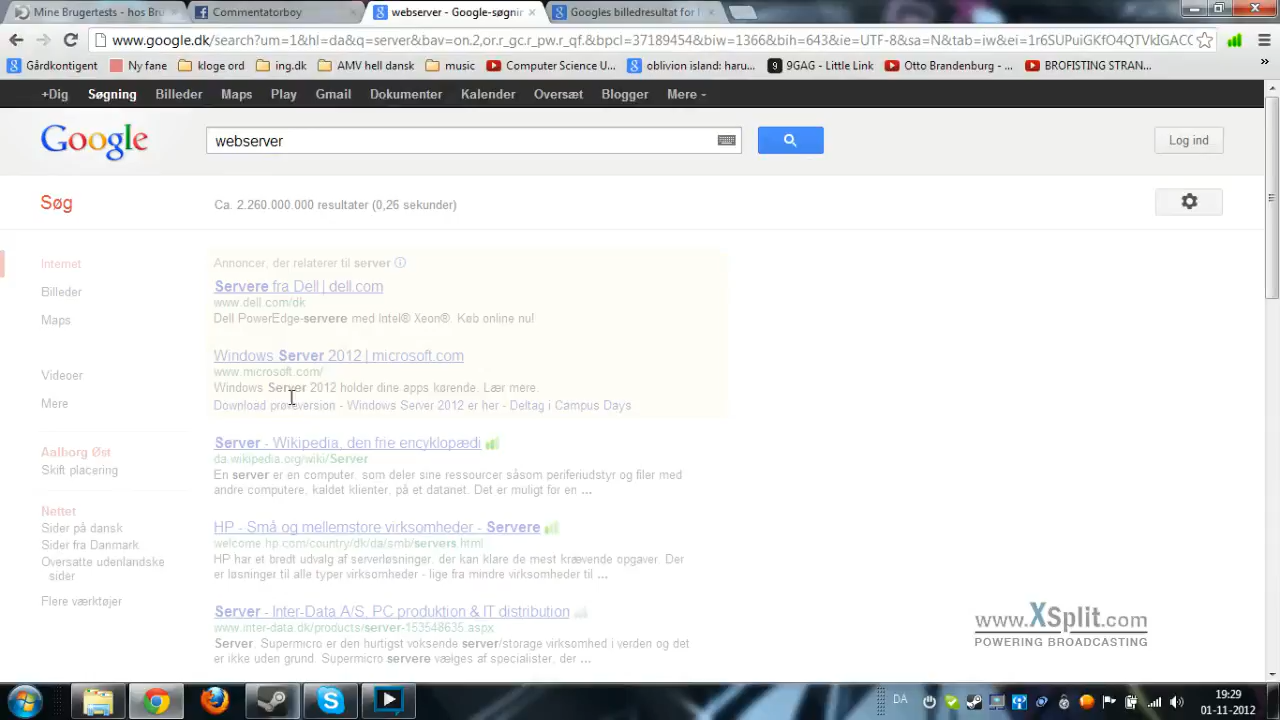 Mine Brugertests - hos Bru
Commentatorboy
webserver - Google-søgnir
Googles billedresultat for l
www.google.dk/search?um=1&hl=da&q=server&bav=on.2,or.r_gc.r_pw.r_qf.&bpcl=37189454&biw=1366&bih=643&ie=UTF-8&sa=N&tab=iw&ei=1r6SUPuiGKfO4QTVkIGACC
Gårdkontigent
Ny fane
kloge ord
ing.dk
AMV hell dansk
music
Computer Science U...
oblivion island: haru...
9GAG - Little Link
Otto Brandenburg - ...
BROFISTING STRAN...
+Dig Søgning Billeder Maps Play Gmail Dokumenter Kalender Oversæt Blogger Mere
Google
webserver
Log ind
Søg
Ca. 2.260.000.000 resultater (0,26 sekunder)
Internet
Billeder
Maps
Videoer
Mere
Aalborg Øst
Skift placering
Nettet
Sider på dansk
Sider fra Danmark
Oversatte udenlandske
sider
Flere værktøjer
Annoncer, der relaterer til server
Servere fra Dell | dell.com
www.dell.com/dk
Dell PowerEdge-servere med Intel® Xeon®. Køb online nu!
Windows Server 2012 | microsoft.com
www.microsoft.com/
Windows Server 2012 holder dine apps kørende. Lær mere.
Download prøveversion - Windows Server 2012 er her - Deltag i Campus Days
Server - Wikipedia, den frie encyklopædi
da.wikipedia.org/wiki/Server
En server er en computer, som deler sine ressourcer såsom periferiudstyr og filer med
andre computere, kaldet klienter, på et datanet. Det er muligt for en ...
HP - Små og mellemstore virksomheder - Servere
welcome.hp.com/country/dk/da/smb/servers.html
HP har et bredt udvalg af serverløsninger, der kan klare de mest krævende opgaver. Der
er løsninger til alle typer virksomheder - lige fra mindre virksomheder til ...
Server - Inter-Data A/S, PC produktion & IT distribution
www.inter-data.dk/products/server-153548635.aspx
Server. Supermicro er den hurtigst voksende server/storage virksomhed i verden og det
er ikke uden grund. Supermicro servere vælges af specialister, der ...
www.XSplit.com
POWERING BROADCASTING
DA
19:29
01-11-2012